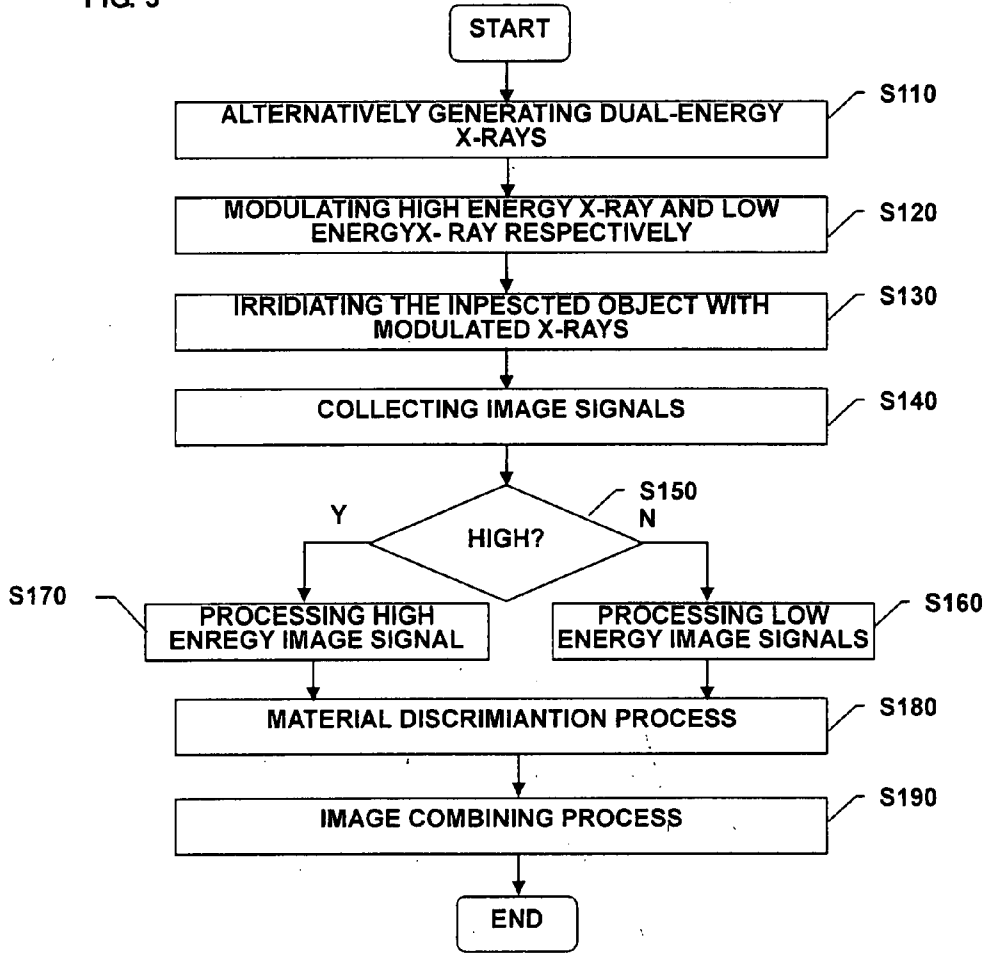 FIG. 3
START
S110
ALTERNATIVELY GENERATING DUAL-ENERGY
X-RAYS
S120
MODULATING HIGH ENERGY X-RAY AND LOW
ENERGYX- RAY RESPECTIVELY
S130
IRRIDIATING THE INPESCTED OBJECT WITH
MODULATED X-RAYS
S140
COLLECTING IMAGE SIGNALS
S150
Y
N
HIGH?
S170
PROCESSING HIGH
ENREGY IMAGE SIGNAL
S160
PROCESSING LOW
ENERGY IMAGE SIGNALS
S180
MATERIAL DISCRIMIANTION PROCESS
S190
IMAGE COMBINING PROCESS
END